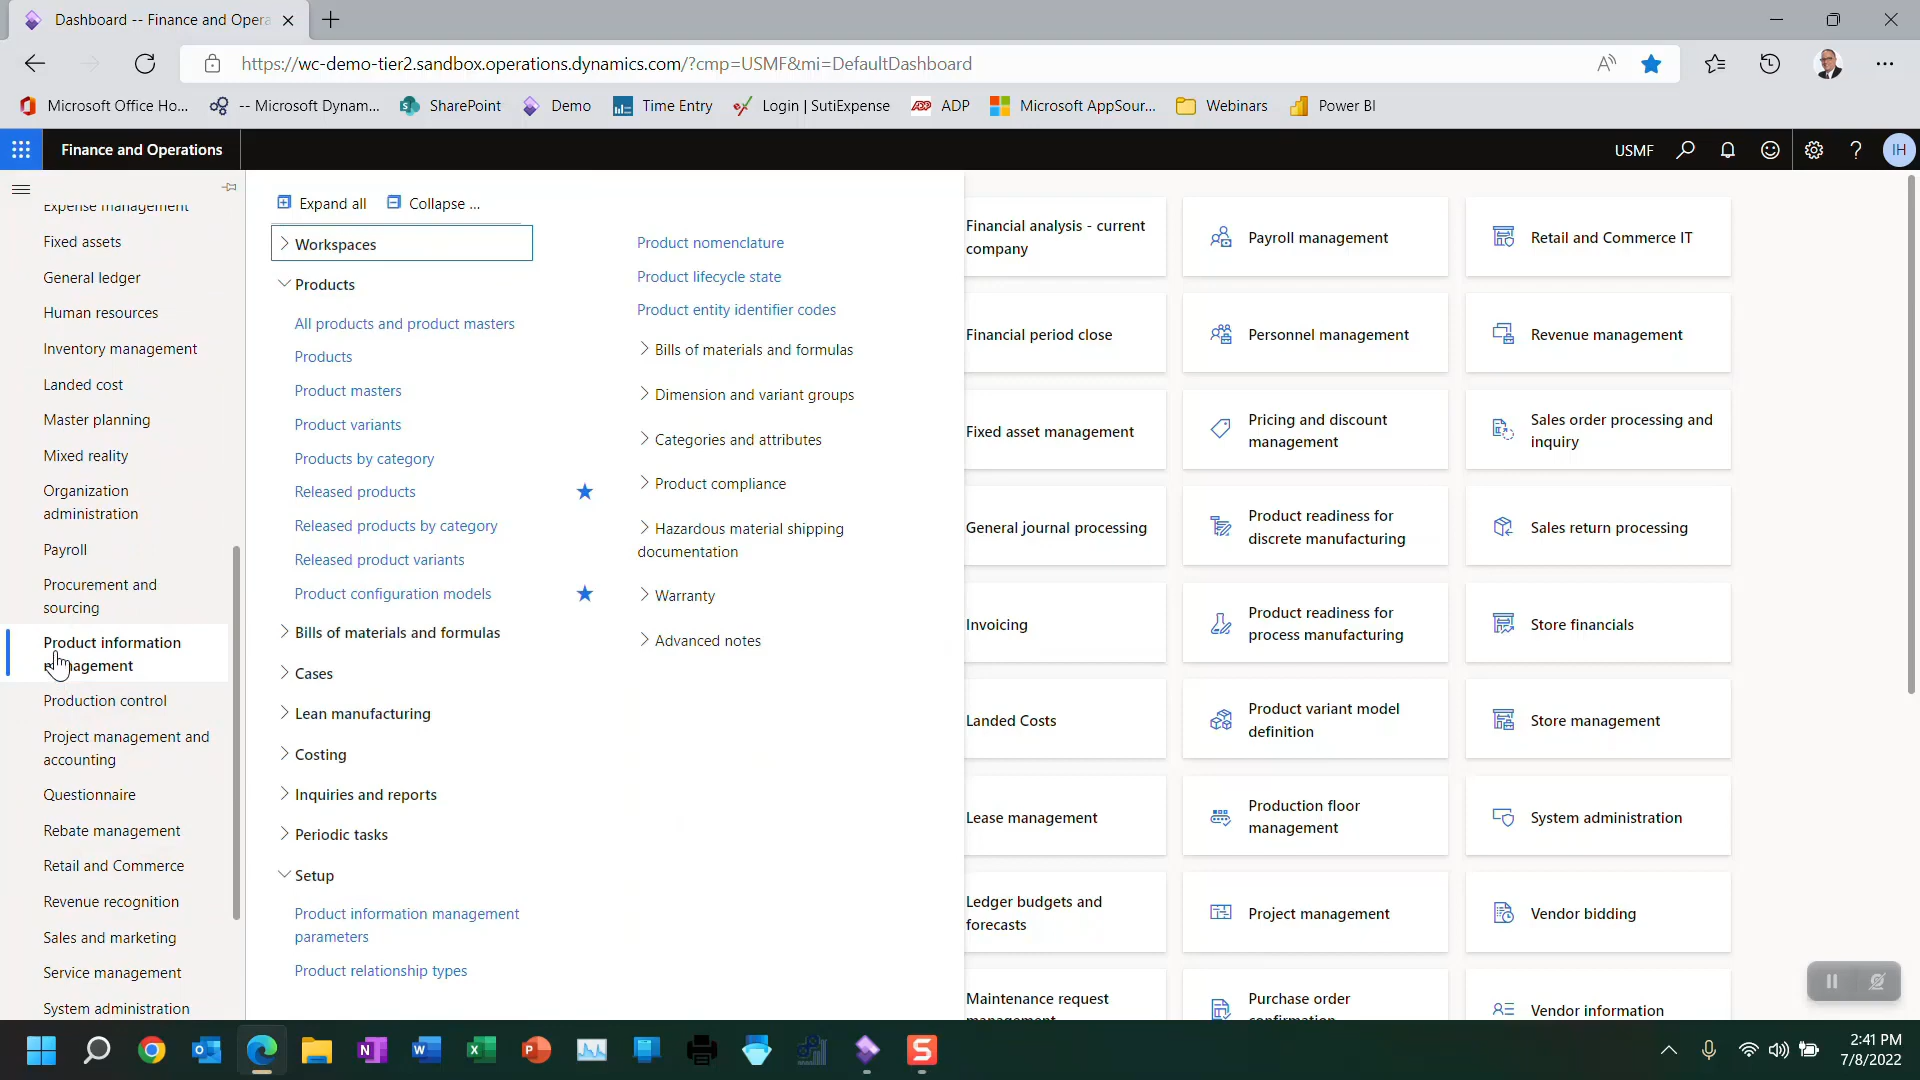 Dashboard -- Finance and Opera
https://wc-demo-tier2.sandbox.operations.dynamics.com/?cmp=USMF&mi=DefaultDashboard
Microsoft Office Ho...
-- Microsoft Dynam...
SharePoint
Demo
Time Entry
Login | SutiExpense
ADP
Microsoft AppSour...
Webinars
Power BI
Finance and Operations
USMF
IH
Expense management
Fixed assets
General ledger
Human resources
Inventory management
Landed cost
Master planning
Mixed reality
Organization
administration
Payroll
Procurement and
sourcing
Product information
management
Production control
Project management and
accounting
Questionnaire
Rebate management
Retail and Commerce
Revenue recognition
Sales and marketing
Service management
System administration
Expand all
Collapse ...
Workspaces
Products
All products and product masters
Products
Product masters
Product variants
Products by category
Released products
Released products by category
Released product variants
Product configuration models
Bills of materials and formulas
Cases
Lean manufacturing
Costing
Inquiries and reports
Periodic tasks
Setup
Product information management
parameters
Product relationship types
Product nomenclature
Product lifecycle state
Product entity identifier codes
Bills of materials and formulas
Dimension and variant groups
Categories and attributes
Product compliance
Hazardous material shipping
documentation
Warranty
Advanced notes
Financial analysis - current
company
Financial period close
Fixed asset management
General journal processing
Invoicing
Landed Costs
Lease management
Ledger budgets and
forecasts
Maintenance request
management
Payroll management
Personnel management
Pricing and discount
management
Product readiness for
discrete manufacturing
Product readiness for
process manufacturing
Product variant model
definition
Production floor
management
Project management
Purchase order
confirmation
Retail and Commerce IT
Revenue management
Sales order processing and
inquiry
Sales return processing
Store financials
Store management
System administration
Vendor bidding
Vendor information
2:41 PM
7/8/2022